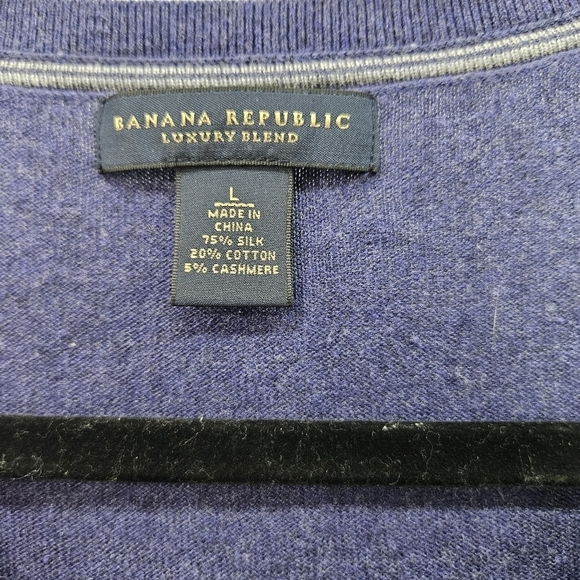 BANANA REPUBLIC
LUXURY BLEND
L
MADE IN
CHINA
75% SILK
20% COTTON
5% CASHMERE